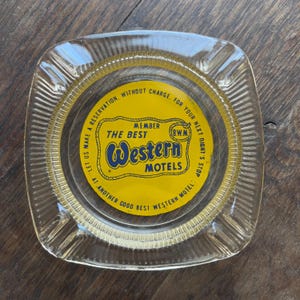 LET US MAKE A RESERVATION, WITHOUT CHARGE, FOR YOUR NEXT NIGHT'S STOP
MEMBER
THE BEST
BWM
Western
MOTELS
AT ANOTHER GOOD BEST WESTERN MOTEL